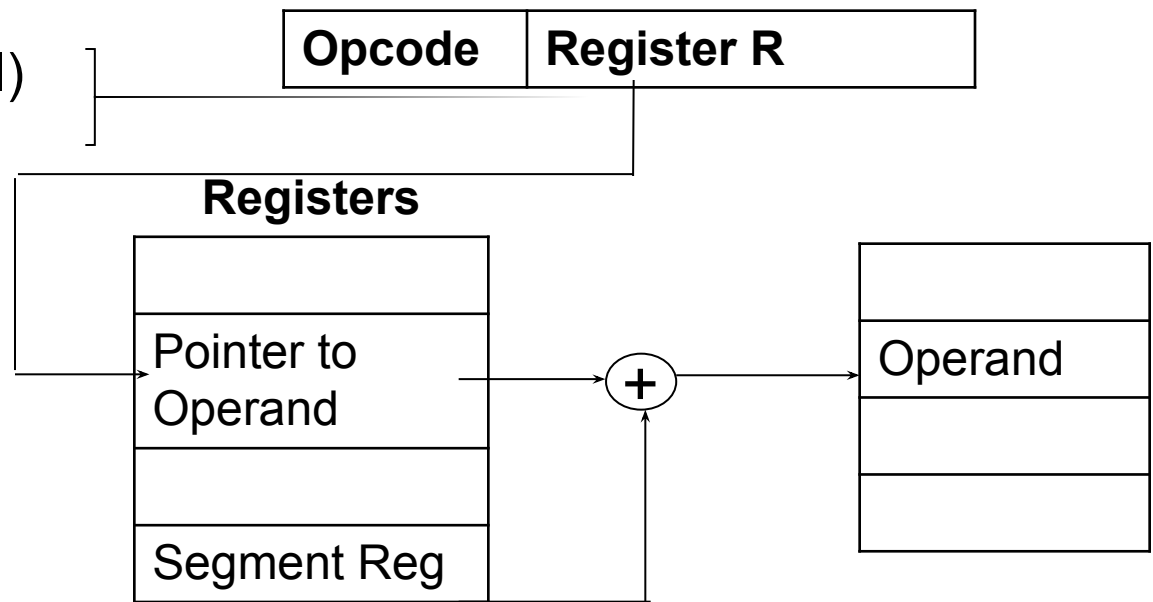 Opcode
Register R
Registers
Pointer to
Operand
Segment Reg
+
Operand